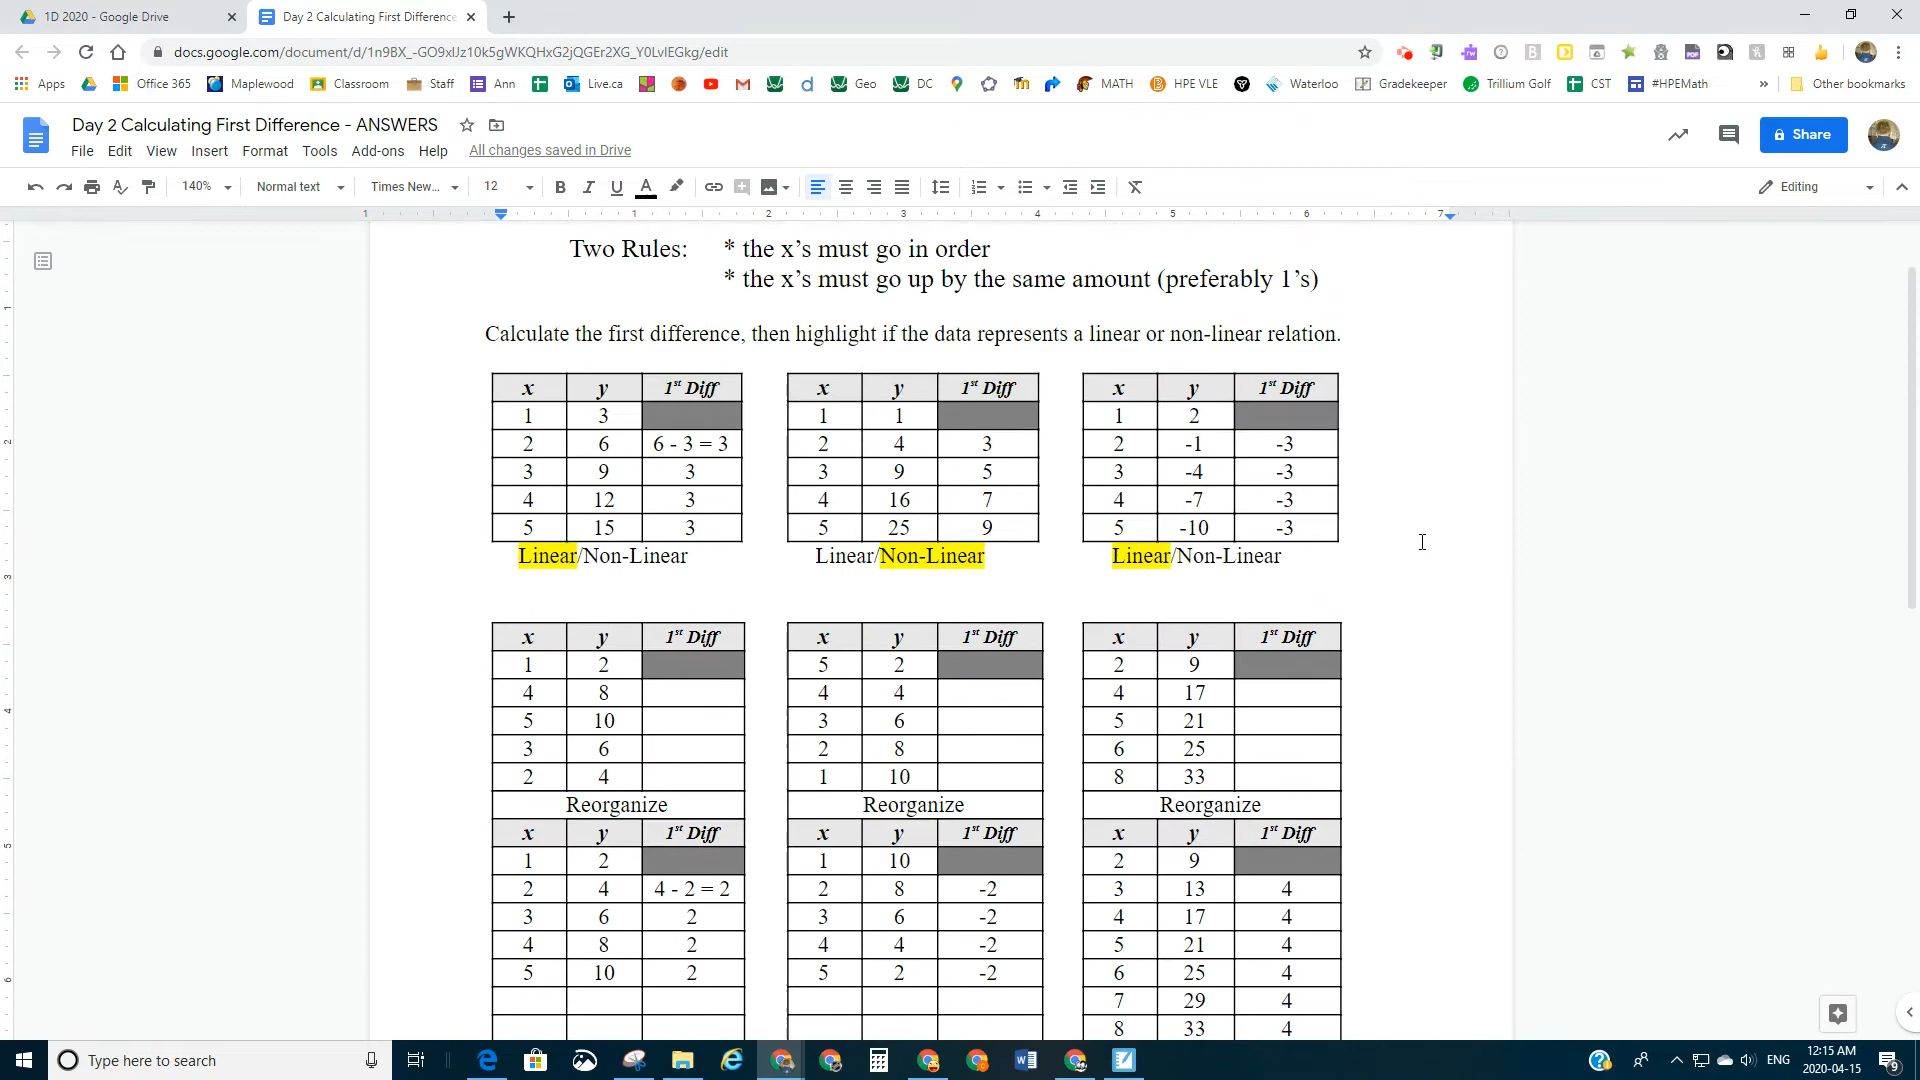 1D 2020 - Google Drive
Day 2 Calculating First Difference
docs.google.com/document/d/1n9BX_-GO9xlJz10k5gWKQHxG2jQGEr2XG_Y0LvlEGkg/edit
Apps Office 365 Maplewood Classroom Staff Ann Live.ca Geo DC MATH HPE VLE Waterloo Gradekeeper Trillium Golf CST #HPEMath » Other bookmarks
Day 2 Calculating First Difference - ANSWERS
Share
File Edit View Insert Format Tools Add-ons Help All changes saved in Drive
140% Normal text Times New... 12 B I U A Editing
1 1 2 3 4 5 6 7
Two Rules: * the x's must go in order
* the x's must go up by the same amount (preferably 1's)
Calculate the first difference, then highlight if the data represents a linear or non-linear relation.
x y 1st Diff x y 1st Diff x y 1st Diff
1 3 1 1 1 2
2 6 6 - 3 = 3 2 4 3 2 -1 -3
3 9 3 3 9 5 3 -4 -3
4 12 3 4 16 7 4 -7 -3
5 15 3 5 25 9 5 -10 -3
Linear/Non-Linear Linear/Non-Linear Linear/Non-Linear
x y 1st Diff x y 1st Diff x y 1st Diff
1 2 5 2 2 9
4 8 4 4 4 17
5 10 3 6 5 21
3 6 2 8 6 25
2 4 1 10 8 33
Reorganize Reorganize Reorganize
x y 1st Diff x y 1st Diff x y 1st Diff
1 2 1 10 2 9
2 4 4 - 2 = 2 2 8 -2 3 13 4
3 6 2 3 6 -2 4 17 4
4 8 2 4 4 -2 5 21 4
5 10 2 5 2 -2 6 25 4
7 29 4
8 33 4
Type here to search
ENG
12:15 AM
2020-04-15
9